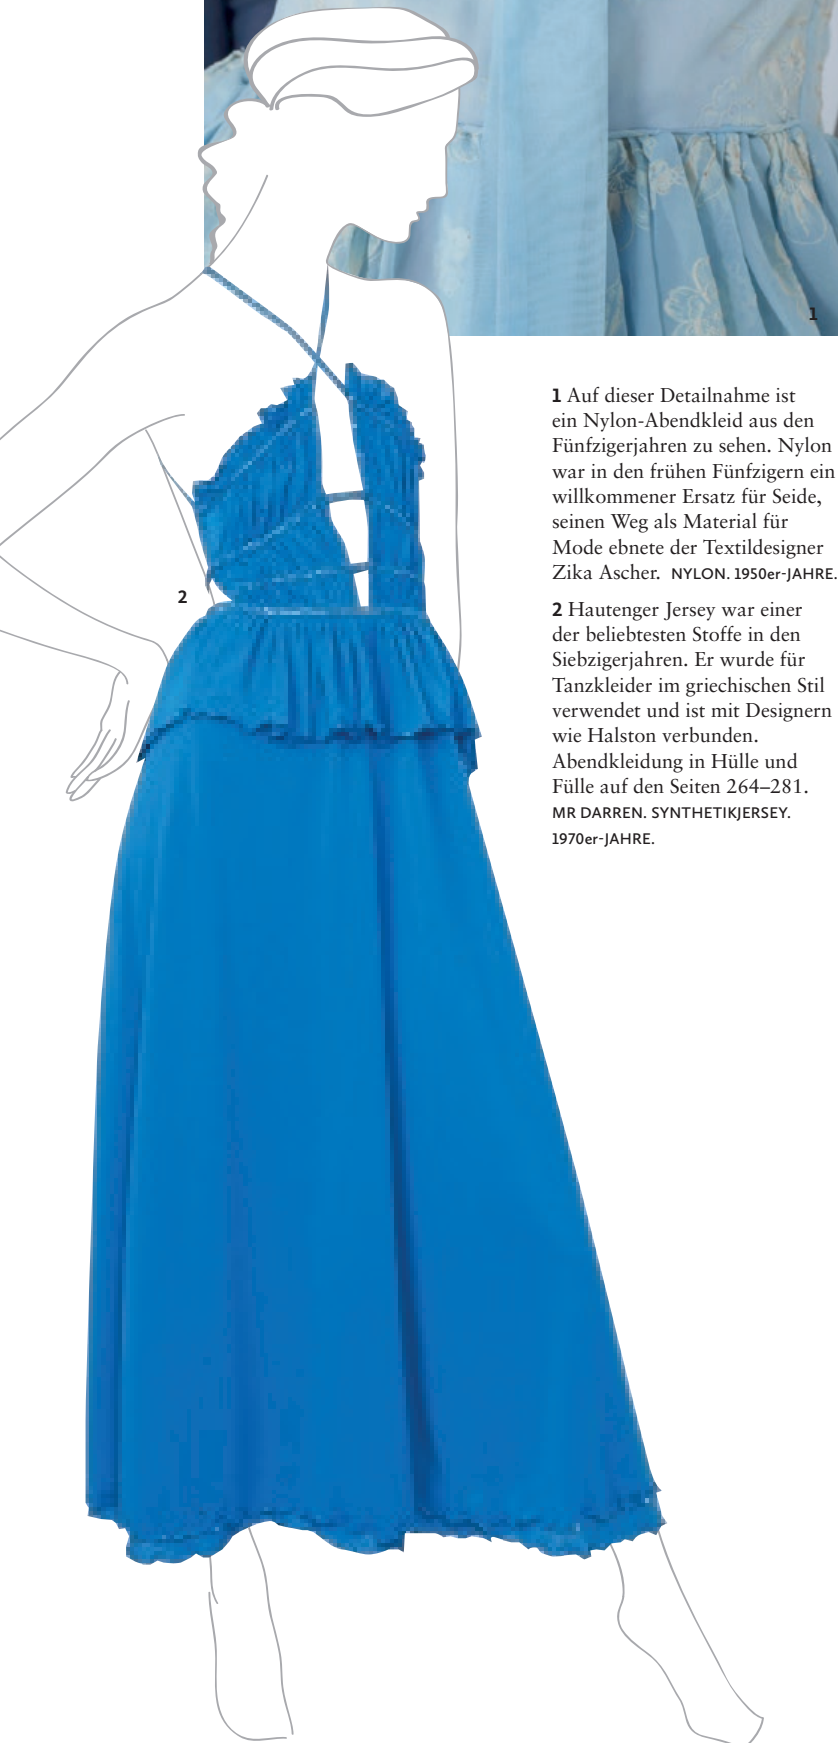 1
1 Auf dieser Detailnahme ist
ein Nylon-Abendkleid aus den
Fünfzigerjahren zu sehen. Nylon
war in den frühen Fünfzigern ein
willkommener Ersatz für Seide,
seinen Weg als Material für
Mode ebnete der Textildesigner
Zika Ascher. NYLON. 1950er-JAHRE.
2
2 Hautenger Jersey war einer
der beliebtesten Stoffe in den
Siebzigerjahren. Er wurde für
Tanzkleider im griechischen Stil
verwendet und ist mit Designern
wie Halston verbunden.
Abendkleidung in Hülle und
Fülle auf den Seiten 264–281.
MR DARREN. SYNTHETIKJERSEY.
1970er-JAHRE.